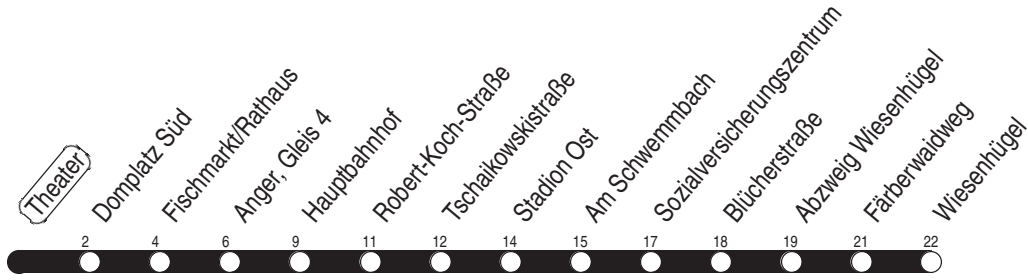 Theater
Domplatz Süd
Fischmarkt/Rathaus
Anger, Gleis 4
Hauptbahnhof
Robert-Koch-Straße
Tschaikowskistraße
Stadion Ost
Am Schwemmbach
Sozialversicherungszentrum
Blücherstraße
Abzweig Wiesenhügel
Färberwaidweg
Wiesenhügel
2 4 6 9 11 12 14 15 17 18 19 21 22